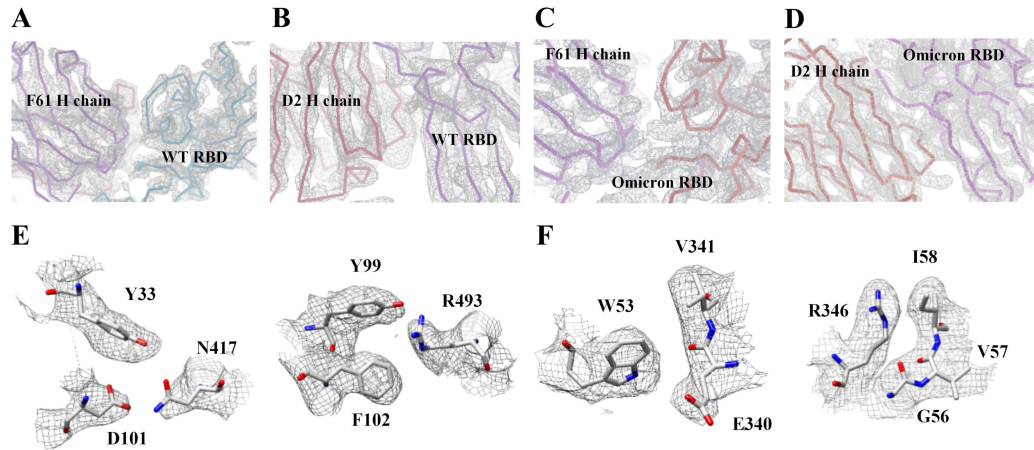 A
B
C
D
F61 H chain
WT RBD
D2 H chain
WT RBD
F61 H chain
Omicron RBD
D2 H chain
Omicron RBD
E
F
Y33
N417
D101
Y99
R493
F102
W53
V341
E340
R346
I58
V57
G56